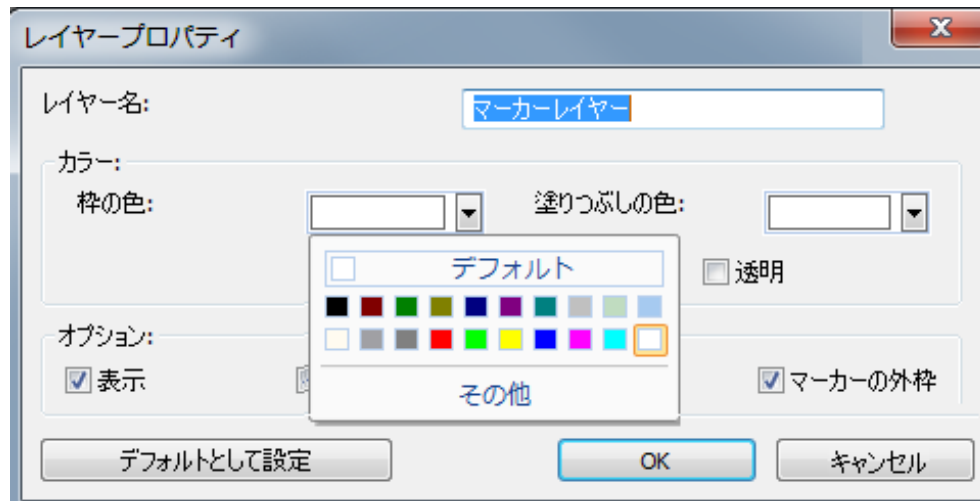 レイヤープロパティ
レイヤー名:
マーカーレイヤー
カラー:
枠の色:
塗りつぶしの色:
デフォルト
透明
オプション:
表示
マーカーの外枠
その他
デフォルトとして設定
OK
キャンセル